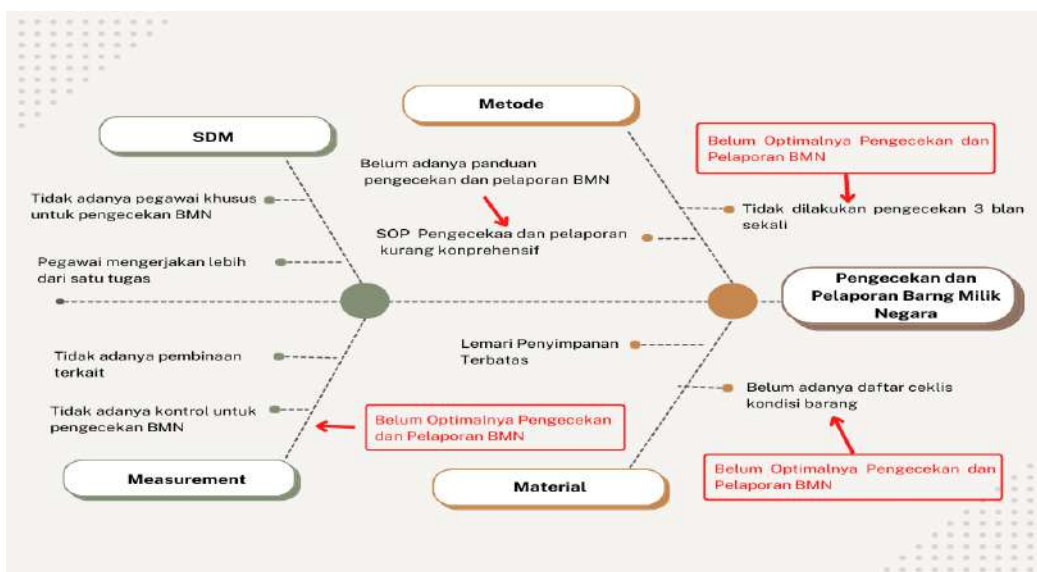 Metode
SDM
Belum Optimalnya Pengecekan dan
Pelaporan BMN
Belum adanya panduan
pengecekan dan pelaporan BMN
Tidak adanya pegawai khusus
untuk pengecekan BMN
Tidak dilakukan pengecekan 3 blan
sekali
SOP Pengecekaa dan pelaporan
kurang konprehensif
Pegawai mengerjakan lebih
dari satu tugas
Pengecekan dan
Pelaporan Barng Milik
Negara
Lemari Penyimpanan
Terbatas
Tidak adanya pembinaan
terkait
Belum adanya daftar ceklis
kondisi barang
Tidak adanya kontrol untuk
pengecekan BMN
Belum Optimalnya Pengecekan
dan Pelaporan BMN
Belum Optimalnya Pengecekan dan
Pelaporan BMN
Measurement
Material